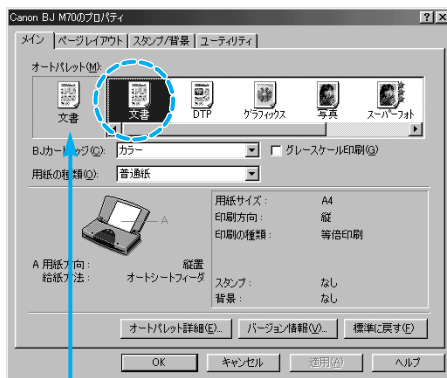 Canon BJ M70のプロパティ
メイン ページレイアウト スタンプ/背景 ユーティリティ
オートパレット(M):
文書 文書 DTP グラフィックス 写真 スーパーフォト
BJカートリッジ(C): カラー グレースケール印刷(G)
用紙の種類(O): 普通紙
A
用紙サイズ: A4
印刷方向: 縦
印刷の種類: 等倍印刷
A 用紙方向: 縦置
給紙方法: オートシートフィーダ
スタンプ: なし
背景: なし
オートパレット詳細(E)... バージョン情報(V)... 標準に戻す(F)
OK キャンセル 適用(A) ヘルプ